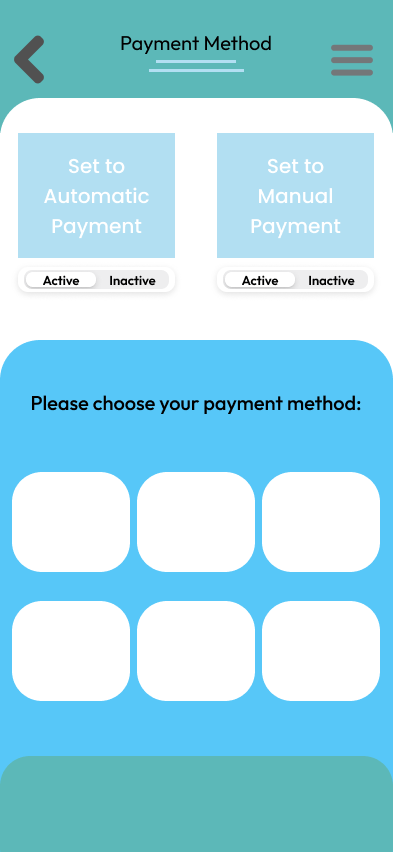 Payment Method
Set to
Automatic
Payment
Set to
Manual
Payment
Active Inactive
Active Inactive
Please choose your payment method: